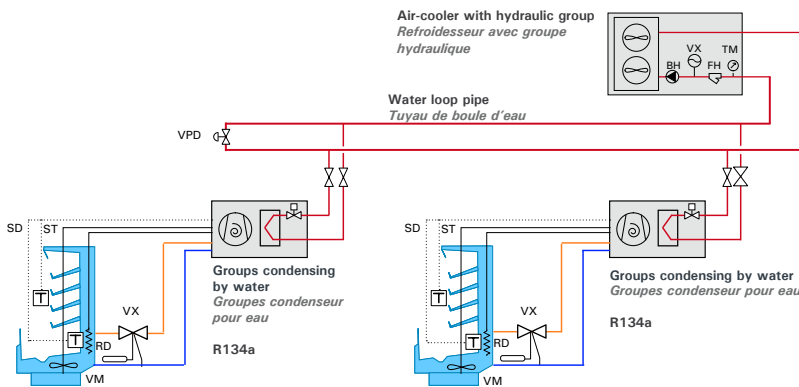 Air-cooler with hydraulic group
Refroidesseur avec groupe
hydraulique
VX
TM
BH
FH
Water loop pipe
Tuyau de boule d'eau
VPD
SD
ST
T
T
RD
VX
VM
Groups condensing
by water
Groupes condenseur
pour eau
R134a
SD
ST
T
T
RD
VX
VM
Groups condensing by water
Groupes condenseur pour eau
R134a